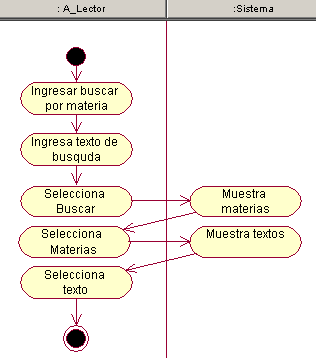 : A_Lector
:Sistema
Ingresar buscar
por materia
Ingresa texto de
busquda
Selecciona
Buscar
Muestra
materias
Selecciona
Materias
Muestra textos
Selecciona
texto